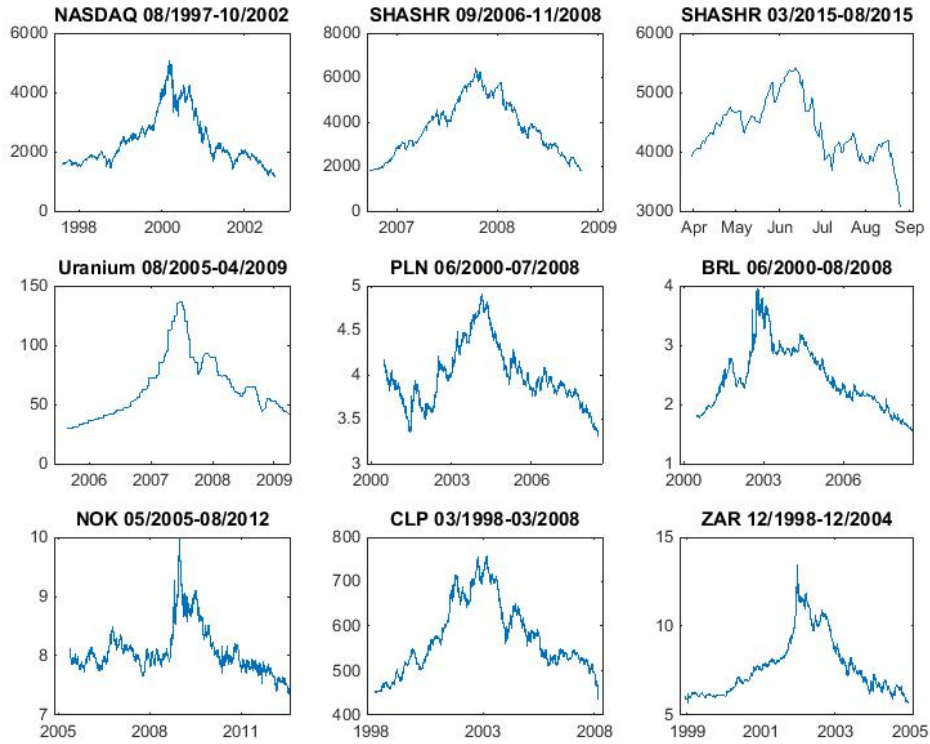 NASDAQ 08/1997-10/2002
6000
4000
2000
0
1998 2000 2002
SHASHR 09/2006-11/2008
8000
6000
4000
2000
0
2007 2008 2009
SHASHR 03/2015-08/2015
6000
5000
4000
3000
Apr May Jun Jul Aug Sep
Uranium 08/2005-04/2009
150
100
50
0
2006 2007 2008 2009
PLN 06/2000-07/2008
5
4.5
4
3.5
3
2000 2003 2006
BRL 06/2000-08/2008
4
3
2
1
2000 2003 2006
NOK 05/2005-08/2012
10
9
8
7
2005 2008 2011
CLP 03/1998-03/2008
800
700
600
500
400
1998 2003 2008
ZAR 12/1998-12/2004
15
10
5
1999 2001 2003 2005